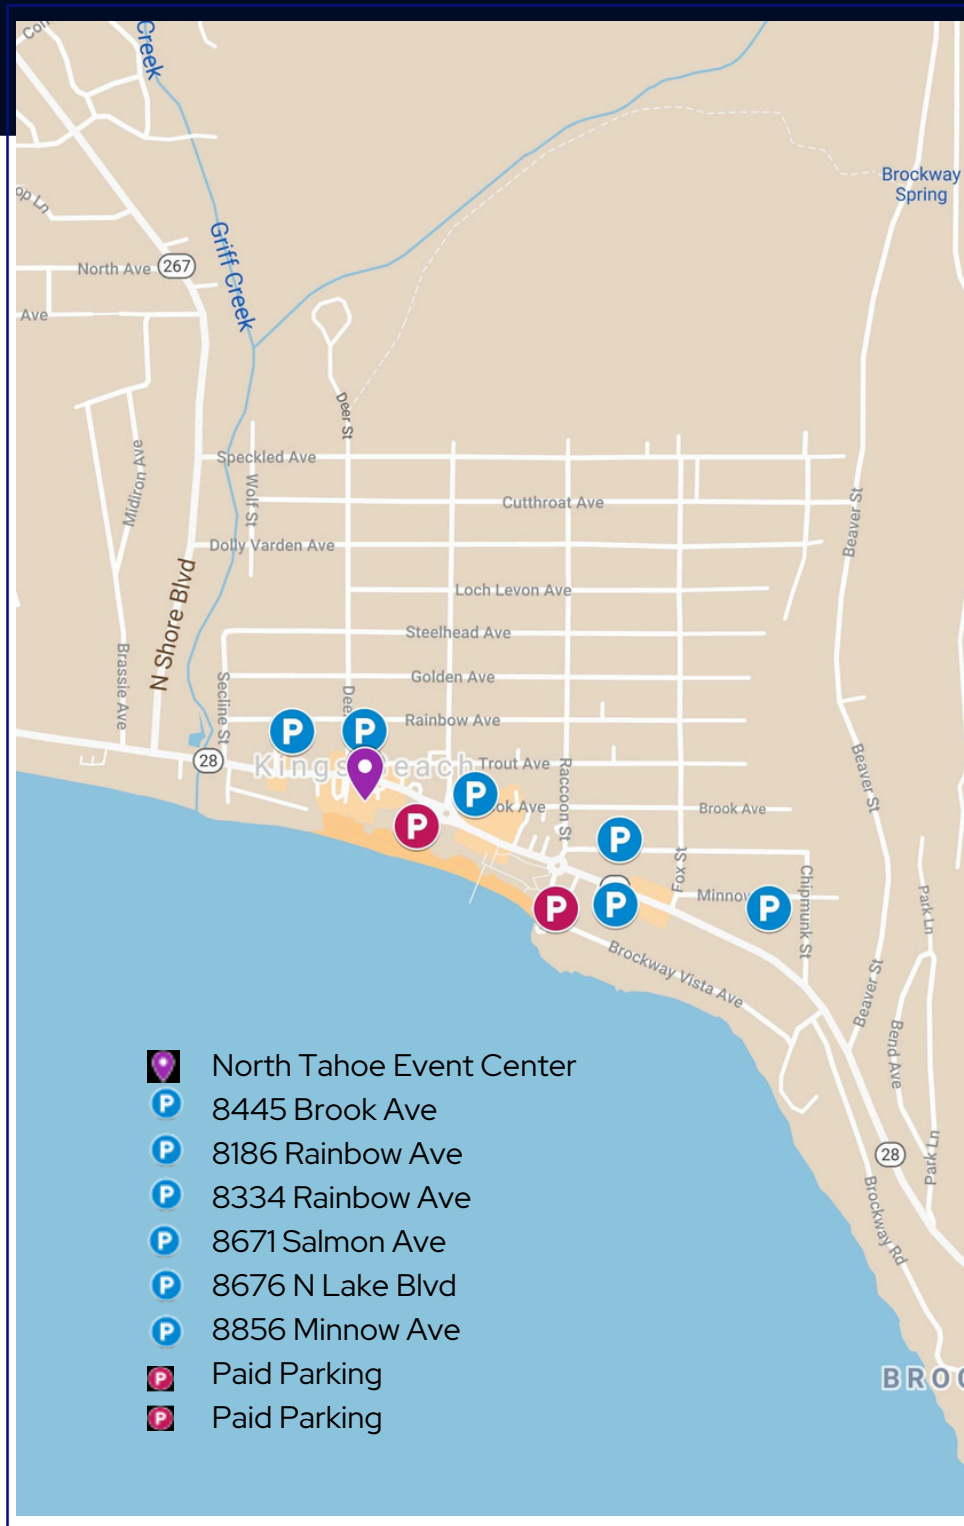 Creek
Brockway
Spring
Griff Creek
North Ave
267
Ave
Deer St
Speckled Ave
Midiron Ave
Wolf St
Cutthroat Ave
Beaver St
Dolly Varden Ave
Loch Levon Ave
N Shore Blvd
Steelhead Ave
Brassie Ave
Secline St
Golden Ave
Rainbow Ave
P
P
28
Trout Ave
Raccoon St
Beaver St
P
Brook Ave
P
P
Fox St
Chipmunk St
Park Ln
P
P
P
Brockway Vista Ave
Beaver St
Bend Ave
North Tahoe Event Center
P 8445 Brook Ave
P 8186 Rainbow Ave
28
Park Ln
P 8334 Rainbow Ave
Brockway Rd
P 8671 Salmon Ave
P 8676 N Lake Blvd
P 8856 Minnow Ave
P Paid Parking
P Paid Parking